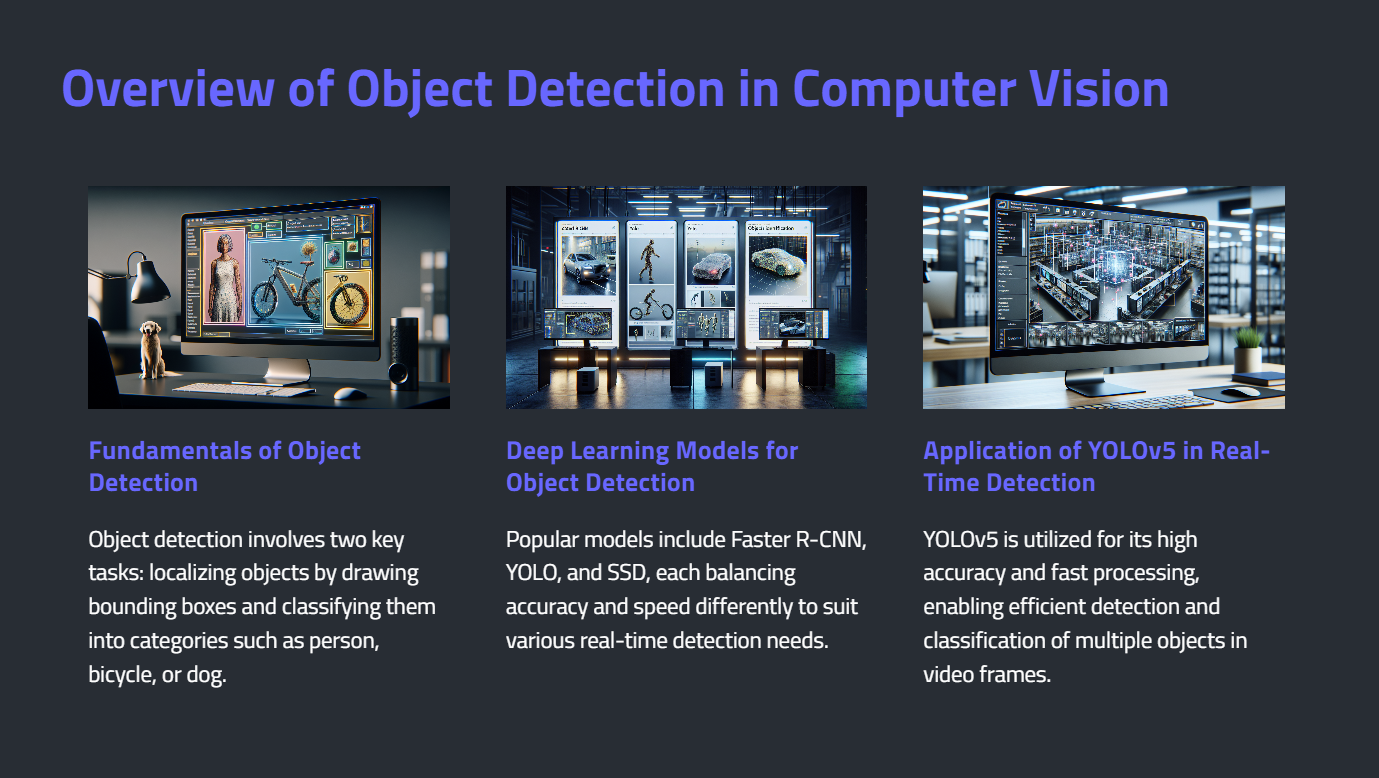 Overview of Object Detection in Computer Vision
Yolo
Yolu
Objects identification
Fundamentals of Object
Detection
Object detection involves two key
tasks: localizing objects by drawing
bounding boxes and classifying them
into categories such as person,
bicycle, or dog.
Deep Learning Models for
Object Detection
Popular models include Faster R-CNN,
YOLO, and SSD, each balancing
accuracy and speed differently to suit
various real-time detection needs.
Application of YOLOv5 in Real-
Time Detection
YOLOv5 is utilized for its high
accuracy and fast processing,
enabling efficient detection and
classification of multiple objects in
video frames.